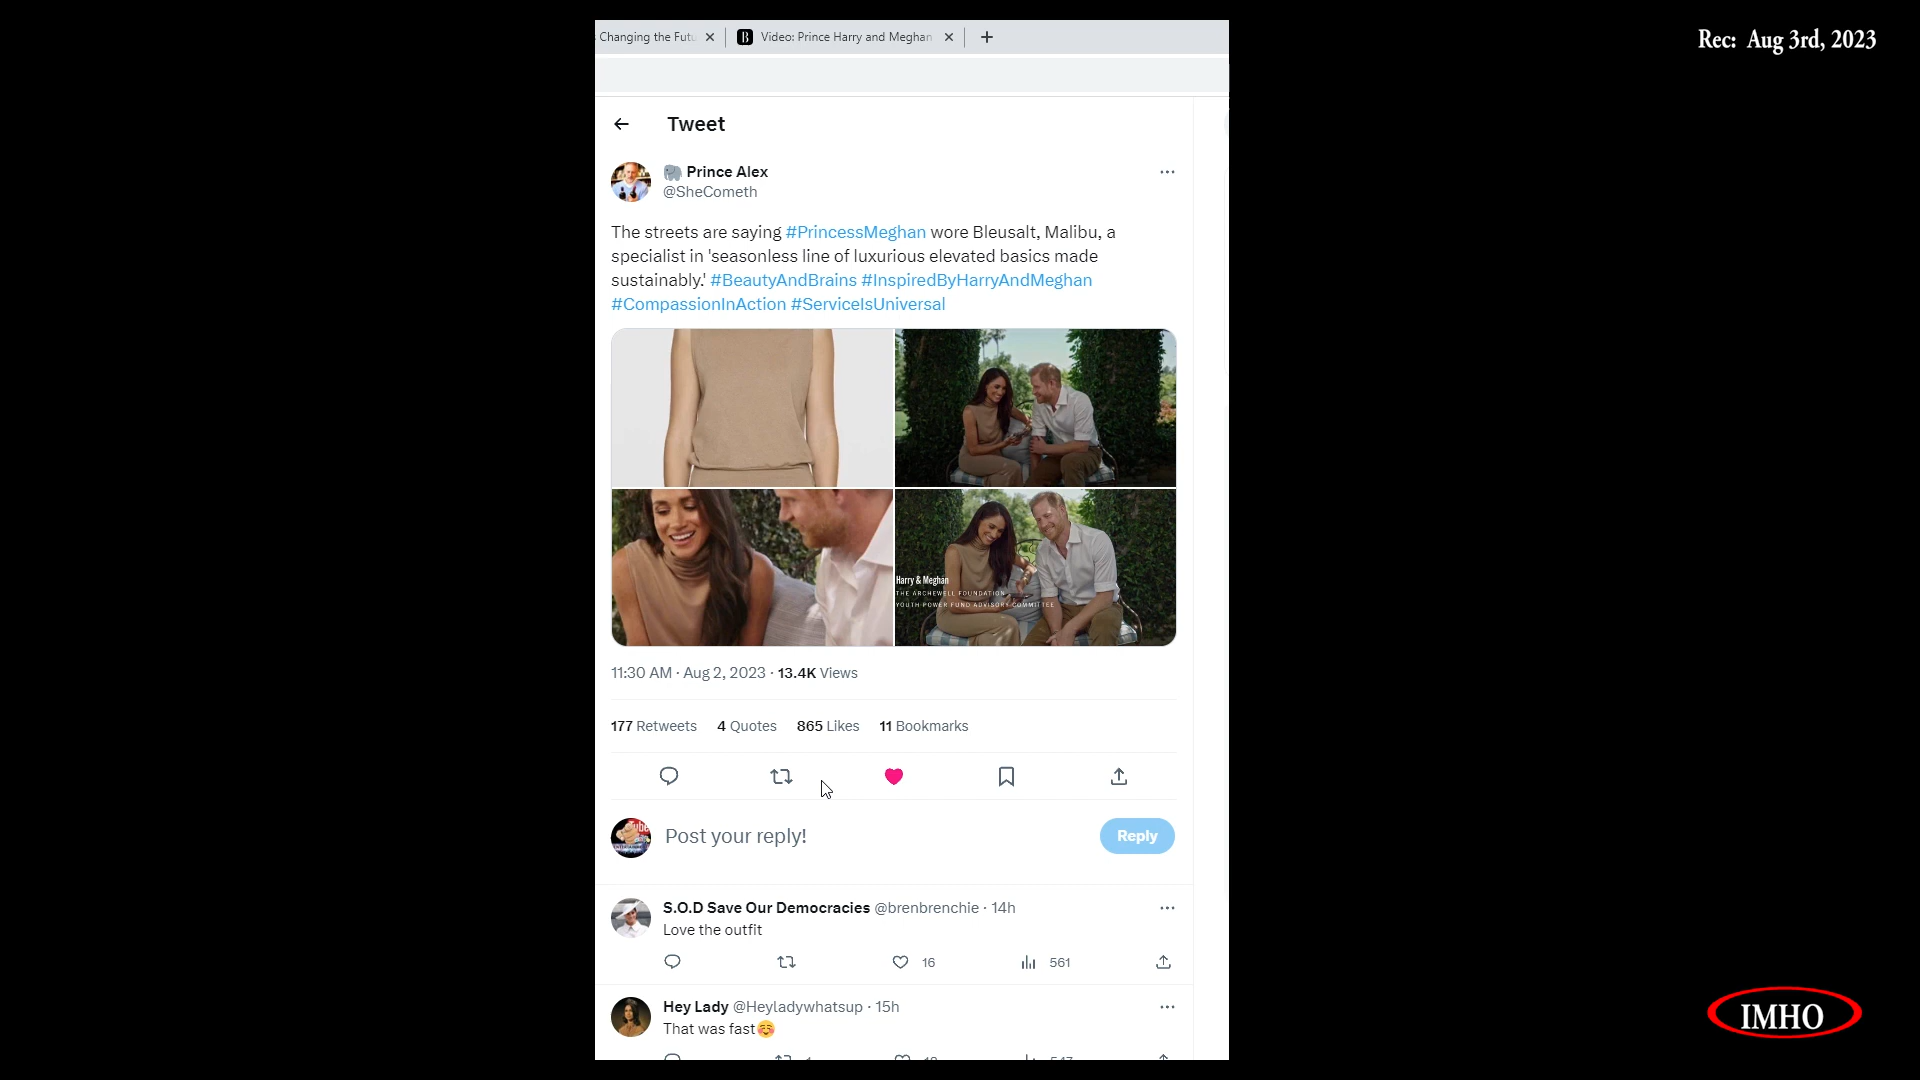 Changing the Futu
Video: Prince Harry and Meghan
Rec: Aug 3rd, 2023
Tweet
Prince Alex
@SheCometh
The streets are saying #PrincessMeghan wore Bleusalt, Malibu, a
specialist in 'seasonless line of luxurious elevated basics made
sustainably.' #BeautyAndBrains #InspiredByHarryAndMeghan
#CompassionInAction #ServiceIsUniversal
Harry & Meghan
THE ARCHEWELL FOUNDATION
YOUTH POWER FUND ADVISORY COMMITTEE
11:30 AM · Aug 2, 2023 · 13.4K Views
177 Retweets 4 Quotes 865 Likes 11 Bookmarks
Post your reply!
Reply
S.O.D Save Our Democracies @brenbrenchie · 14h
Love the outfit
16 561
Hey Lady @Heyladywhatsup · 15h
That was fast
IMHO